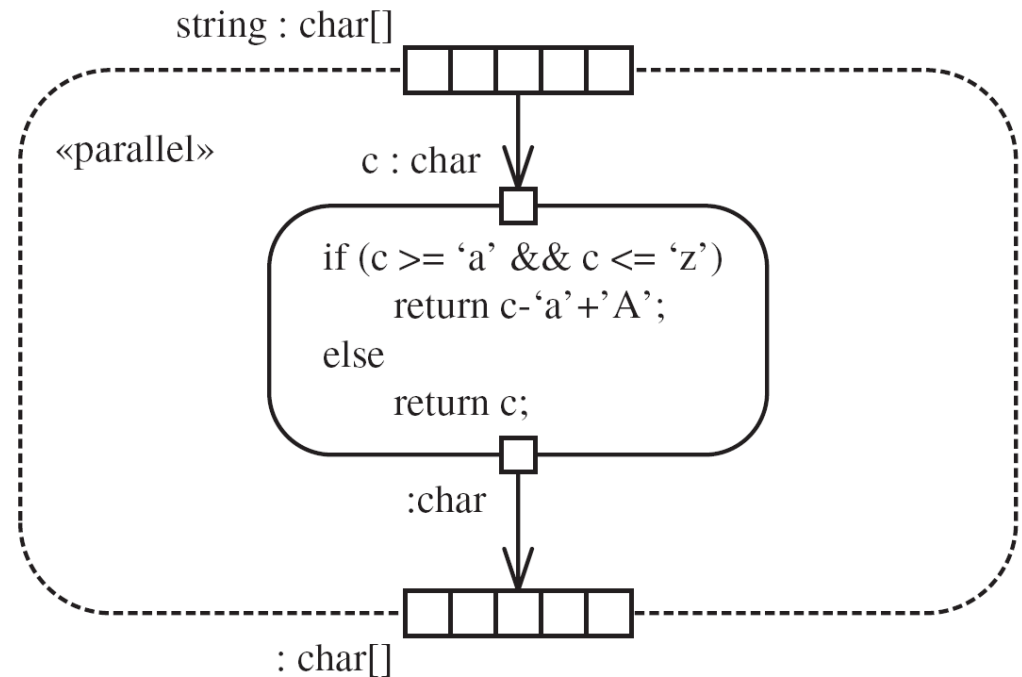 string : char[]
«parallel»
c : char
if (c >= ‘a’ && c <= ‘z’)
return c-‘a’+’A’;
else
return c;
:char
: char[]